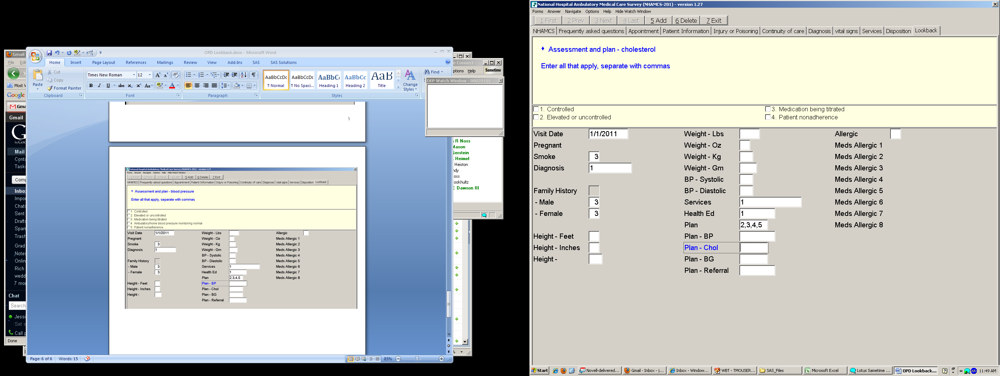 Gmail
File Edi
Most V
Google
Gma
Gmail
by Goo
Mail
Conta
Tasks
Comp
Inbox
Impor
Chats
Sent
Drafts
Spam
Trash
Grad
Notes
Onlin
Rich
wedd
7 mor
Chat
Search
Jessi
Set s
Call p
Done
OPD Lookback.docx - Microsoft Word
Home Insert Page Layout References Mailings Review View Add-Ins SAS SAS Solutions
Paste
Cut
Copy
Format Painter
Clipboard
Times New Roman 12
B I U abc x₂ x² Aa
Font
Paragraph
AaBbCcDc
¶ Normal
AaBbCcDc
¶ No Spaci...
AaBbC
Heading 1
AaBbCc
Heading 2
AaB
Title
Change
Styles
Styles
Find
5
National Hospital Ambulatory Medical Care Survey (NHAMCS-201) - version 1.27
Forms Answer Navigate Options Help Hide Watch Window
1 First 2 Prev 3 Next 4 Last 5 Add 6 Delete 7 Exit
NHAMCS Frequently asked questions Appointment Patient Information Injury or Poisoning Continuity of care Diagnosis vital signs Services Disposition Lookback
Assessment and plan - blood pressure
Enter all that apply, separate with commas
1. Controlled
2. Elevated or uncontrolled
3. Medication being titrated
4. Ambulatory/home blood pressure monitoring normal
5. Patient nonadherence
Visit Date 1/1/2011 Weight - Lbs Allergic
Pregnant Weight - Oz Meds Allergic 1
Smoke 3 Weight - Kg Meds Allergic 2
Diagnosis 1 Weight - Gm Meds Allergic 3
BP - Systolic Meds Allergic 4
Family History BP - Diastolic Meds Allergic 5
- Male 3 Services 1 Meds Allergic 6
- Female 3 Health Ed 1 Meds Allergic 7
Plan 2,3,4,5 Meds Allergic 8
Height - Feet Plan - BP
Height - Inches Plan - Chol
Height - Plan - BG
Plan - Referral
Page: 6 of 6 Words: 15 85%
e Connect -
ptions Help Sametime
DEP Watch Window - 00020101
R Noss
Mason
Gerstein
Heimel
Heiston
ndy
oss
ookhultz
E Dawson III
National Hospital Ambulatory Medical Care Survey (NHAMCS-201) - version 1.27
Forms Answer Navigate Options Help Hide Watch Window
1 First 2 Prev 3 Next 4 Last 5 Add 6 Delete 7 Exit
NHAMCS Frequently asked questions Appointment Patient Information Injury or Poisoning Continuity of care Diagnosis vital signs Services Disposition Lookback
Assessment and plan - cholesterol
Enter all that apply, separate with commas
1. Controlled 3. Medication being titrated
2. Elevated or uncontrolled 4. Patient nonadherence
Visit Date 1/1/2011 Weight - Lbs Allergic
Pregnant Weight - Oz Meds Allergic 1
Smoke 3 Weight - Kg Meds Allergic 2
Diagnosis 1 Weight - Gm Meds Allergic 3
BP - Systolic Meds Allergic 4
Family History BP - Diastolic Meds Allergic 5
- Male 3 Services 1 Meds Allergic 6
- Female 3 Health Ed 1 Meds Allergic 7
Plan 2,3,4,5 Meds Allergic 8
Height - Feet Plan - BP
Height - Inches Plan - Chol
Height - Plan - BG
Plan - Referral
Start Novell-delivered... Gmail - Inbox - j... Inbox - Window... WBT - TMOUSER... SAS_Files Microsoft Excel Lotus Sametime ... OPD Lookback.... 11:49 AM